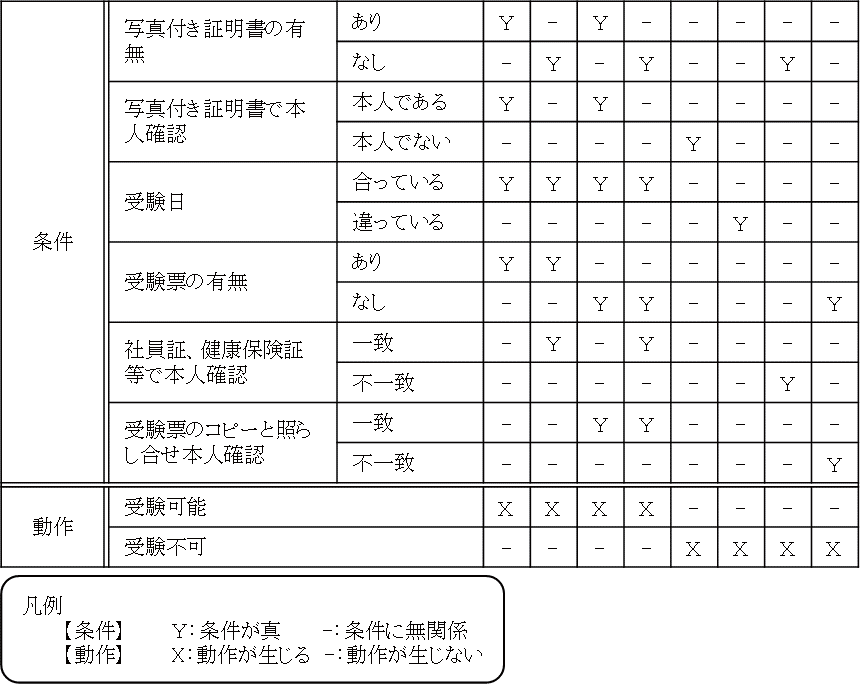 条件
写真付き証明書の有
無
あり Y - Y - - - - -
なし - Y - Y - - Y -
写真付き証明書で本
人確認
本人である Y - Y - - - - -
本人でない - - - - Y - - -
受験日
合っている Y Y Y Y - - - -
違っている - - - - - Y - -
受験票の有無
あり Y Y - - - - - -
なし - - Y Y - - - Y
社員証、健康保険証
等で本人確認
一致 - Y - Y - - - -
不一致 - - - - - - Y -
受験票のコピーと照ら
し合せ本人確認
一致 - - Y Y - - - -
不一致 - - - - - - - Y
動作
受験可能 X X X X - - - -
受験不可 - - - - X X X X
凡例
【条件】 Y：条件が真 -：条件に無関係
【動作】 X：動作が生じる -：動作が生じない